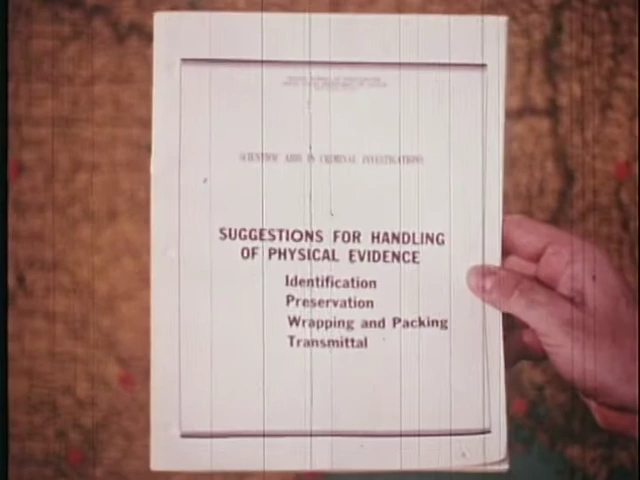 SCIENTIFIC AIDS IN CRIMINAL INVESTIGATIONS
SUGGESTIONS FOR HANDLING
OF PHYSICAL EVIDENCE
Identification
Preservation
Wrapping and Packing
Transmittal